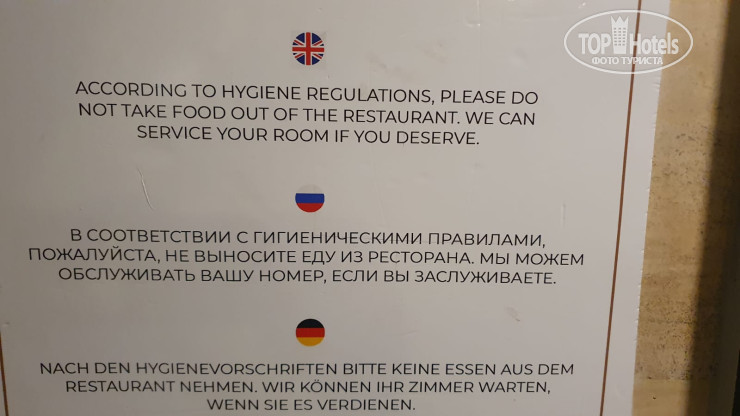 TOP Hotels
ФОТО ТУРИСТА
ACCORDING TO HYGIENE REGULATIONS, PLEASE DO
NOT TAKE FOOD OUT OF THE RESTAURANT. WE CAN
SERVICE YOUR ROOM IF YOU DESERVE.
В СООТВЕТСТВИИ С ГИГИЕНИЧЕСКИМИ ПРАВИЛАМИ,
ПОЖАЛУЙСТА, НЕ ВЫНОСИТЕ ЕДУ ИЗ РЕСТОРАНА. МЫ МОЖЕМ
ОБСЛУЖИВАТЬ ВАШУ НОМЕР, ЕСЛИ ВЫ ЗАСЛУЖИВАЕТЕ.
NACH DEN HYGIENEVORSCHRIFTEN BITTE KEINE ESSEN AUS DEM
RESTAURANT NEHMEN. WIR KÖNNEN IHR ZIMMER WARTEN,
WENN SIE ES VERDIENEN.